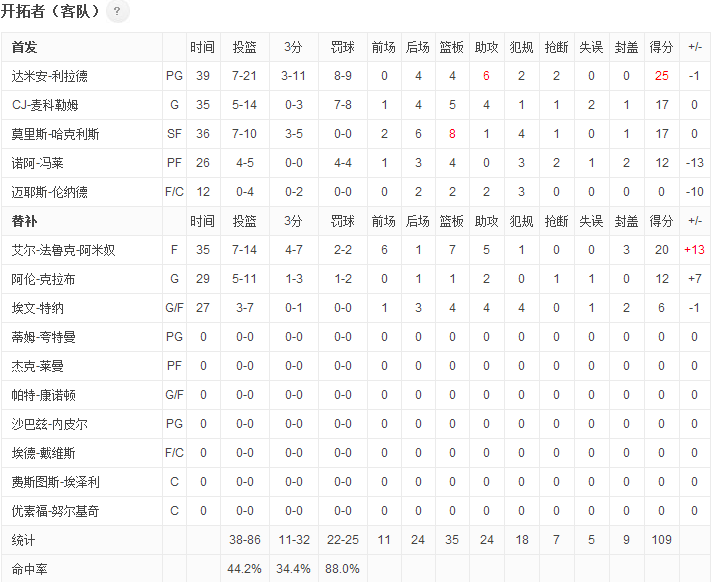 开拓者（客队） ?
首发 时间 投篮 3分 罚球 前场 后场 篮板 助攻 犯规 抢断 失误 封盖 得分 +/-
达米安-利拉德 PG 39 7-21 3-11 8-9 0 4 4 6 2 2 0 0 25 -1
CJ-麦科勒姆 G 35 5-14 0-3 7-8 1 4 5 4 1 1 2 1 17 0
莫里斯-哈克利斯 SF 36 7-10 3-5 0-0 2 6 8 1 4 1 0 1 17 0
诺阿-冯莱 PF 26 4-5 0-0 4-4 1 3 4 0 3 2 1 2 12 -13
迈耶斯-伦纳德 F/C 12 0-4 0-2 0-0 0 2 2 2 3 0 0 0 0 -10
替补 时间 投篮 3分 罚球 前场 后场 篮板 助攻 犯规 抢断 失误 封盖 得分 +/-
艾尔-法鲁克-阿米奴 F 35 7-14 4-7 2-2 6 1 7 5 1 0 0 3 20 +13
阿伦-克拉布 G 29 5-11 1-3 1-2 0 1 1 2 0 1 1 0 12 +7
埃文-特纳 G/F 27 3-7 0-1 0-0 1 3 4 4 4 0 1 2 6 -1
蒂姆-夸特曼 PG 0 0-0 0-0 0-0 0 0 0 0 0 0 0 0 0 0
杰克-莱曼 PF 0 0-0 0-0 0-0 0 0 0 0 0 0 0 0 0 0
帕特-康诺顿 G/F 0 0-0 0-0 0-0 0 0 0 0 0 0 0 0 0 0
沙巴兹-内皮尔 PG 0 0-0 0-0 0-0 0 0 0 0 0 0 0 0 0 0
埃德-戴维斯 F/C 0 0-0 0-0 0-0 0 0 0 0 0 0 0 0 0 0
费斯图斯-埃泽利 C 0 0-0 0-0 0-0 0 0 0 0 0 0 0 0 0 0
优素福-努尔基奇 C 0 0-0 0-0 0-0 0 0 0 0 0 0 0 0 0 0
统计 38-86 11-32 22-25 11 24 35 24 18 7 5 9 109
命中率 44.2% 34.4% 88.0%